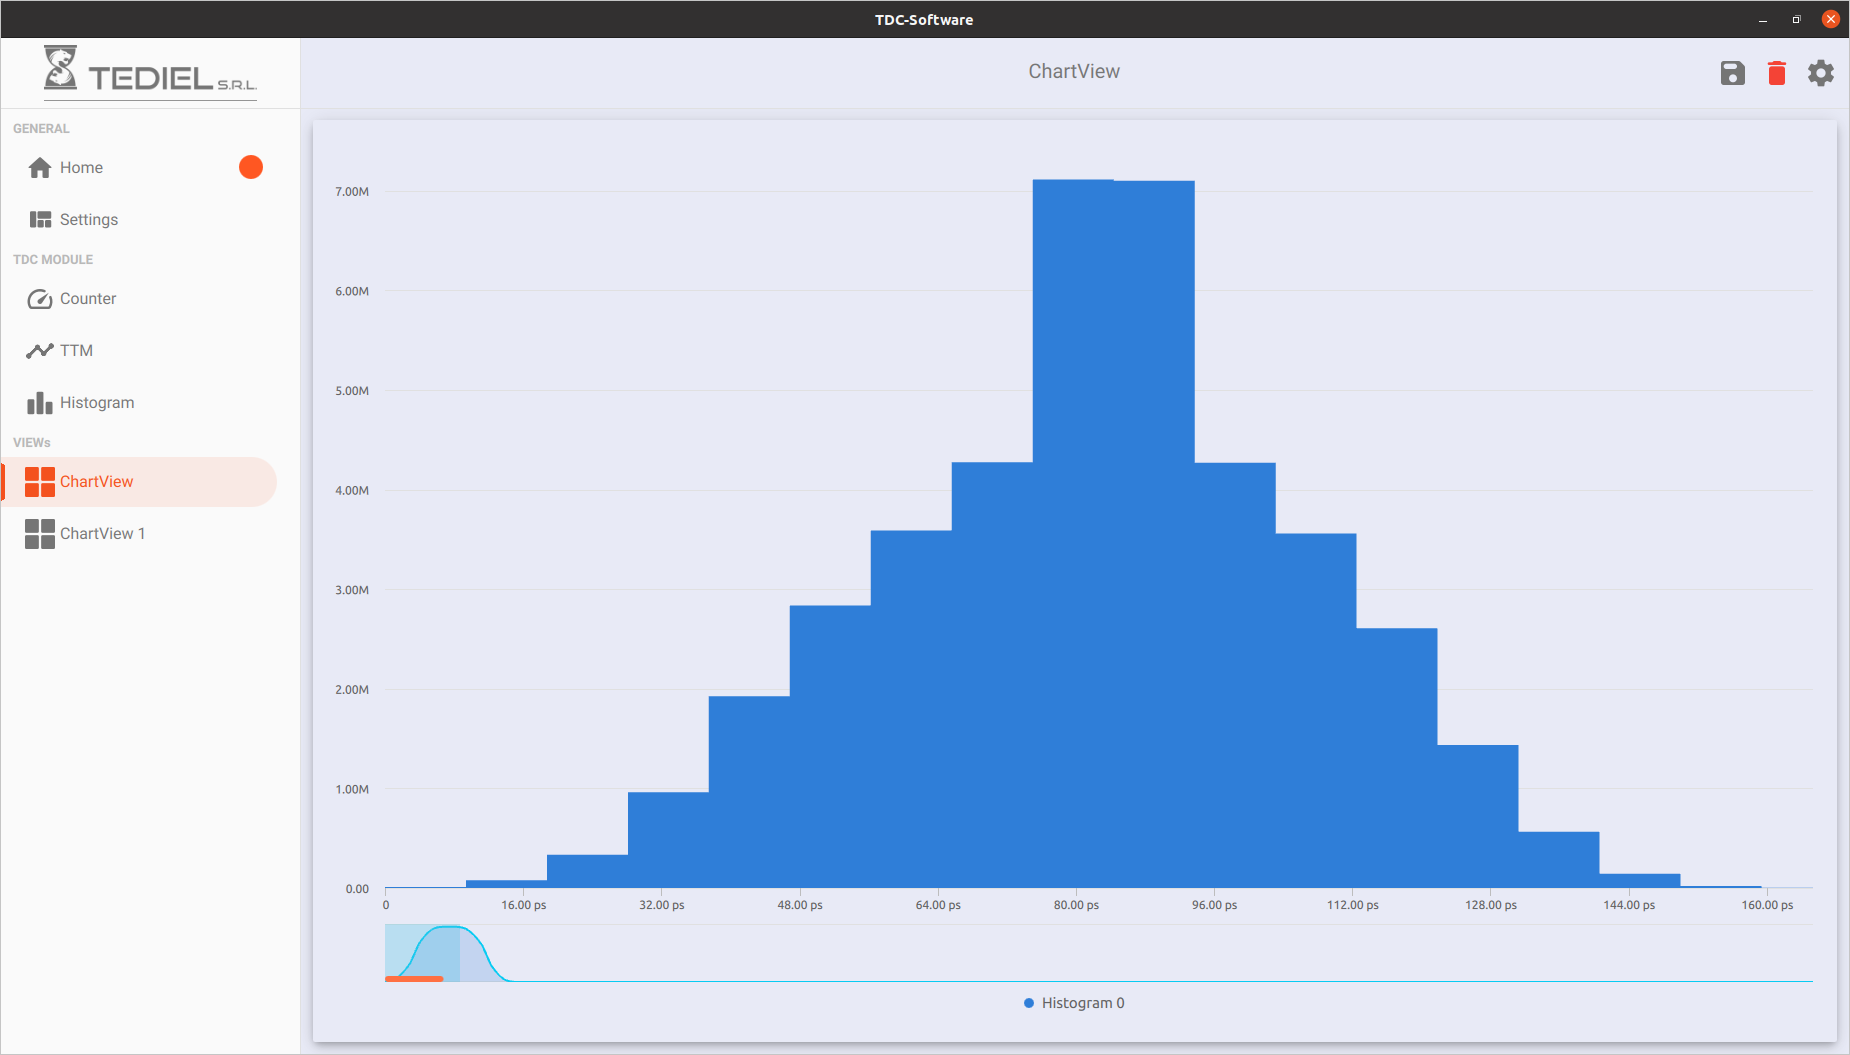 TDC-Software
TEDIEL S.R.L.
ChartView
GENERAL
Home
Settings
TDC MODULE
Counter
TTM
Histogram
VIEWs
ChartView
ChartView 1
7.00M
6.00M
5.00M
4.00M
3.00M
2.00M
1.00M
0.00
0 16.00 ps 32.00 ps 48.00 ps 64.00 ps 80.00 ps 96.00 ps 112.00 ps 128.00 ps 144.00 ps 160.00 ps
Histogram 0